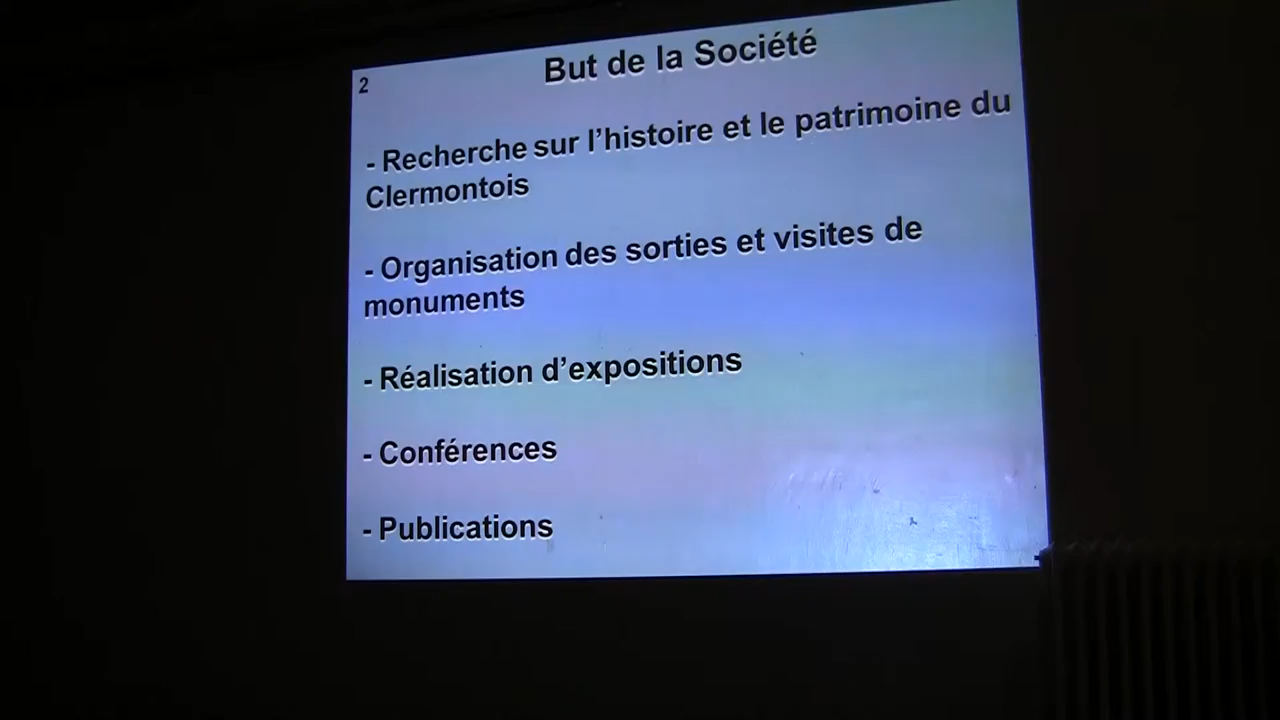 2
But de la Société
- Recherche sur l’histoire et le patrimoine du
Clermontois
- Organisation des sorties et visites de
monuments
- Réalisation d’expositions
- Conférences
- Publications